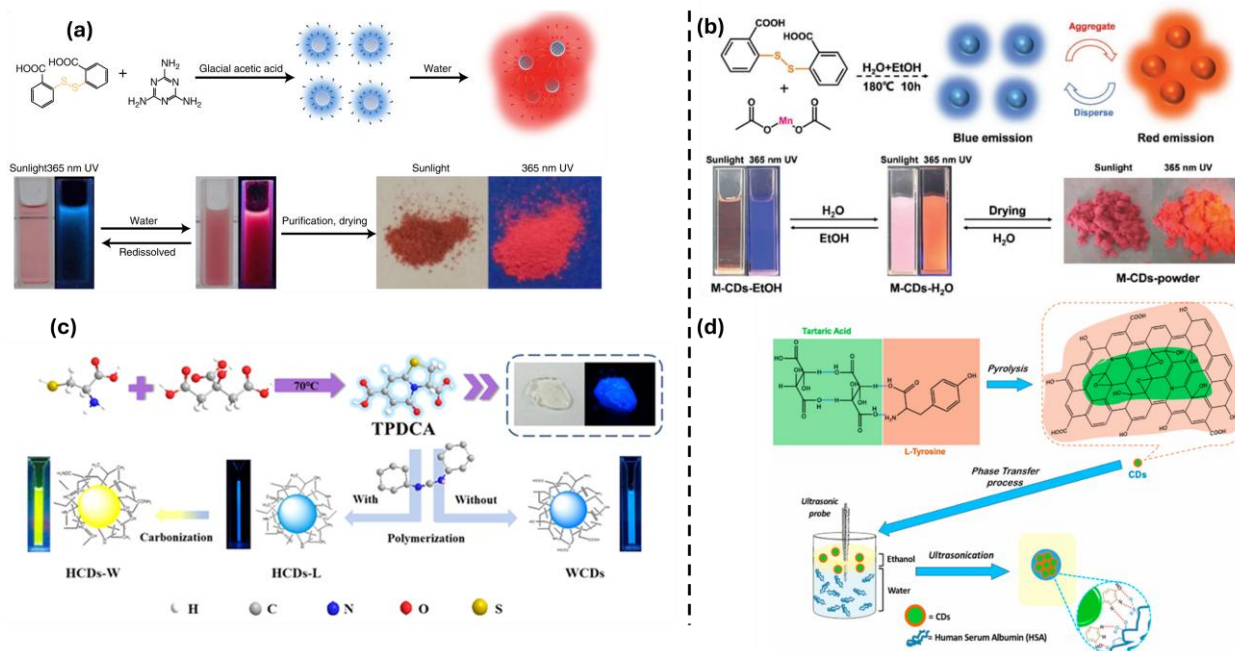 (a)
COOH
HOOC
S
S
+
NH₂
N
N
N
H₂N
NH₂
Glacial acetic acid
Water
Sunlight365 nm UV
Water
Redissolved
Purification, drying
Sunlight
365 nm UV
(b)
COOH
HOOC
S
S
+
O
Mn
O
O
O
H₂O+EtOH
180℃ 10h
Aggregate
Disperse
Blue emission
Red emission
Sunlight 365 nm UV
H₂O
EtOH
M-CDs-EtOH
Sunlight 365 nm UV
M-CDs-H₂O
Drying
H₂O
Sunlight
365 nm UV
M-CDs-powder
(c)
70℃
TPDCA
With
Without
Polymerization
Carbonization
HCDs-W
HCDs-L
WCDs
H
C
N
O
S
(d)
Tartaric Acid
L-Tyrosine
Pyrolysis
CDs
Phase Transfer
process
Ultrasonic
probe
Ethanol
Water
Ultrasonication
= CDs
= Human Serum Albumin (HSA)